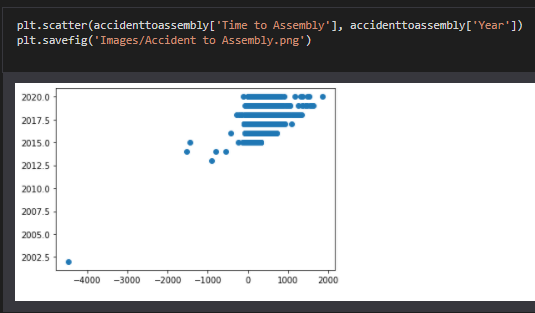 plt.scatter(accidenttoassembly['Time to Assembly'], accidenttoassembly['Year'])
plt.savefig('Images/Accident to Assembly.png')
2020.0
2017.5
2015.0
2012.5
2010.0
2007.5
2005.0
2002.5
-4000 -3000 -2000 -1000 0 1000 2000